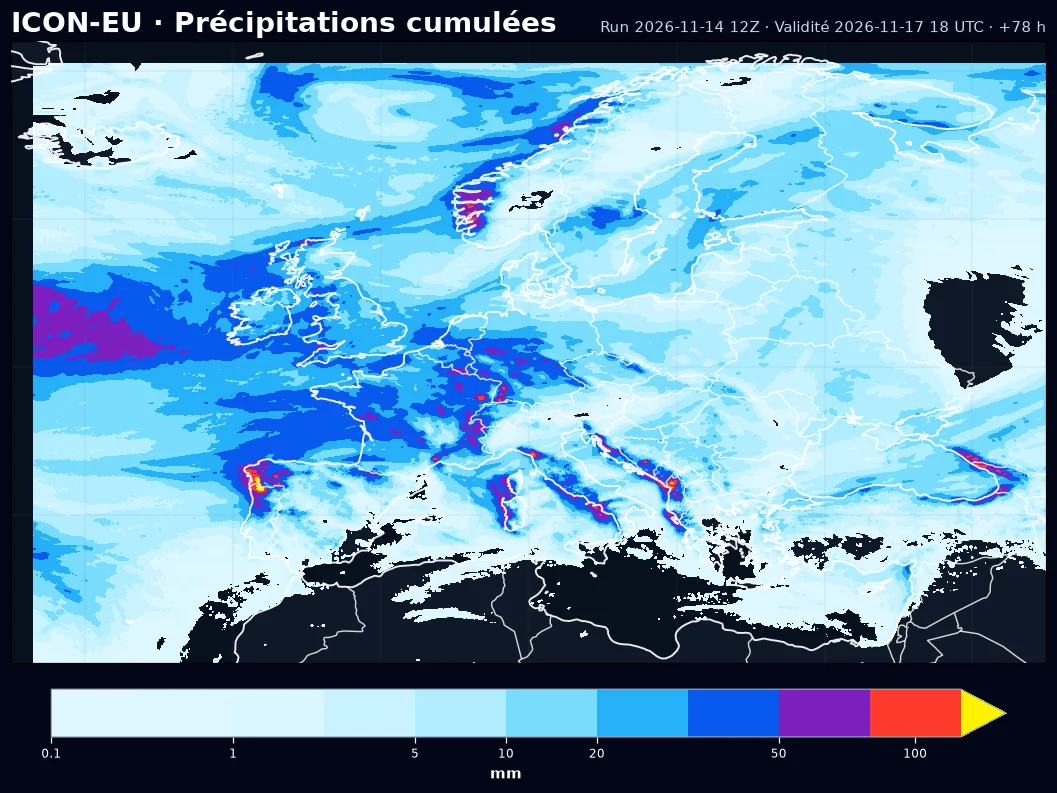 ICON-EU · Précipitations cumulées
Run 2026-11-14 12Z · Validité 2026-11-17 18 UTC · +78 h
0.1 1 5 10 20 50 100
mm